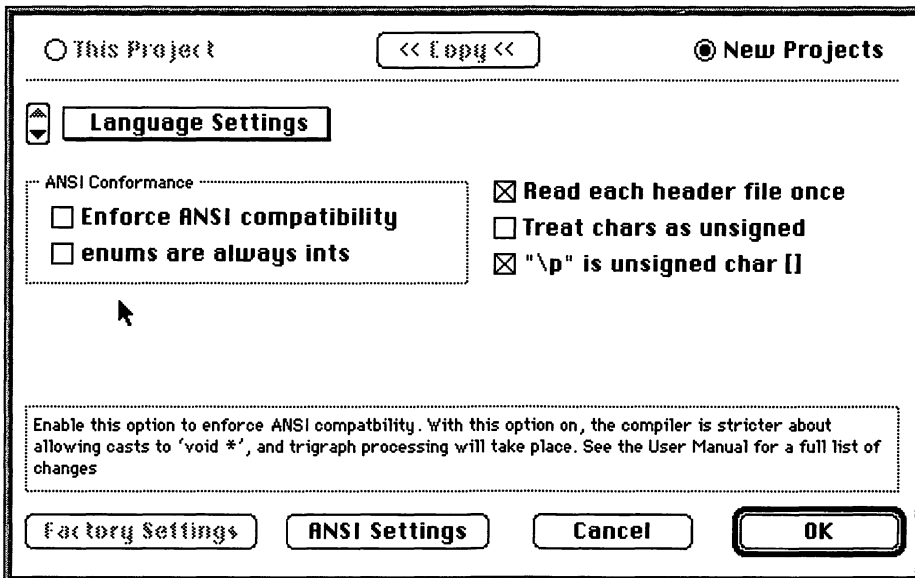 This Project
<< Copy <<
New Projects
Language Settings
ANSI Conformance
Enforce ANSI compatibility
enums are always ints
Read each header file once
Treat chars as unsigned
"\p" is unsigned char []
Enable this option to enforce ANSI compatbility. With this option on, the compiler is stricter about
allowing casts to 'void *', and trigraph processing will take place. See the User Manual for a full list of
changes
Factory Settings
ANSI Settings
Cancel
OK